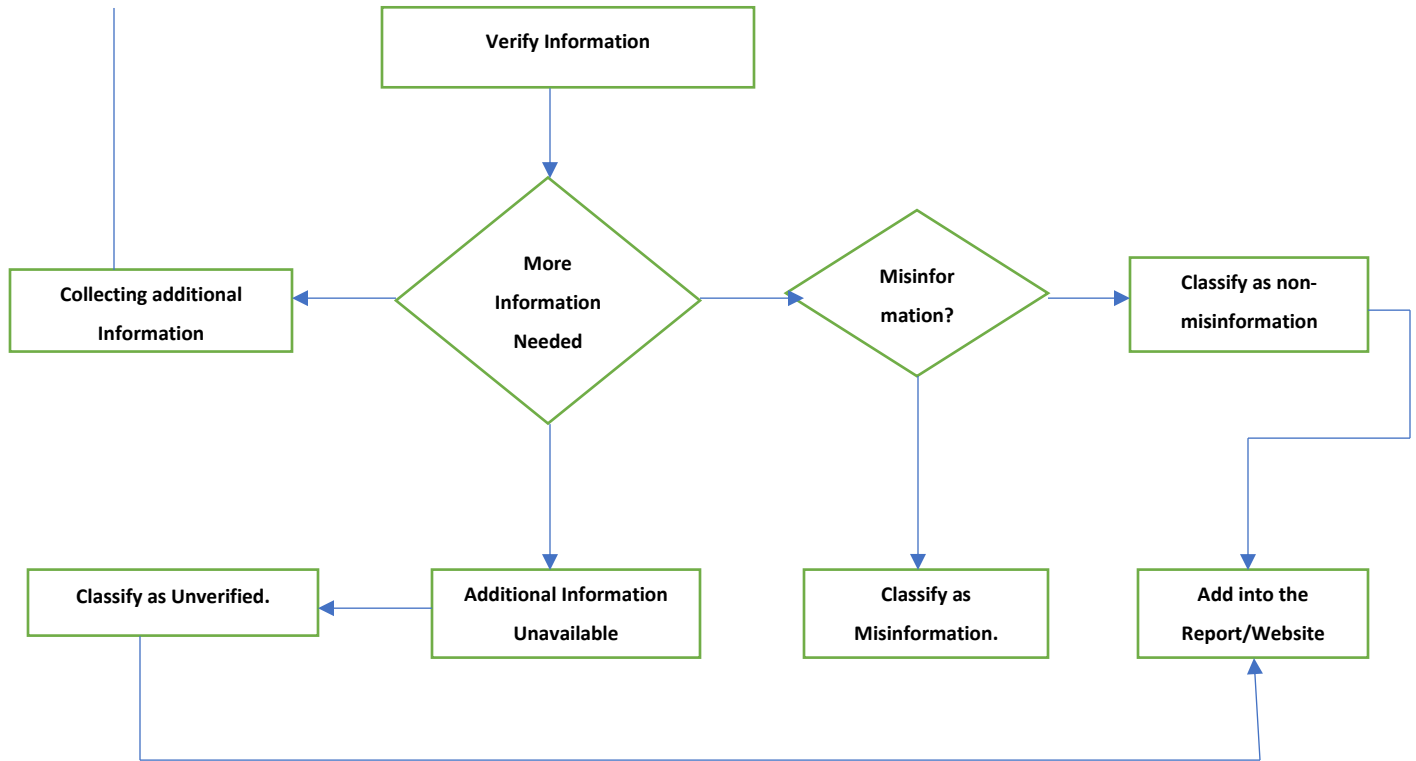 Verify Information
More
Information
Needed
Misinfor
mation?
Classify as non-
misinformation
Collecting additional
Information
Classify as Unverified.
Additional Information
Unavailable
Classify as
Misinformation.
Add into the
Report/Website